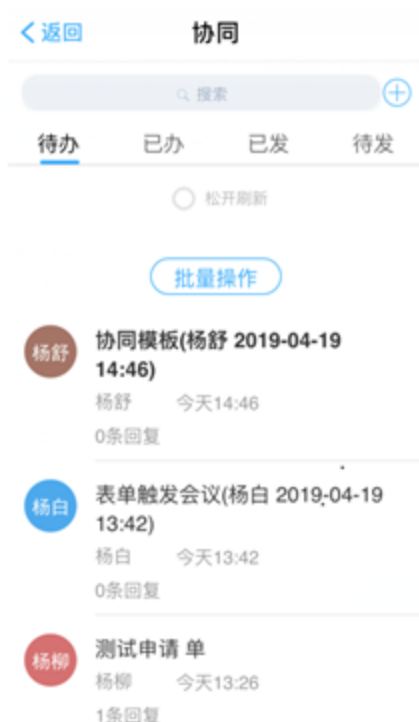 返回 协同
搜索
待办 已办 已发 待发
松开刷新
批量操作
杨舒 协同模板(杨舒 2019-04-19
14:46)
杨舒 今天14:46
0条回复
杨白 表单触发会议(杨白 2019-04-19
13:42)
杨白 今天13:42
0条回复
杨柳 测试申请 单
杨柳 今天13:26
1条回复